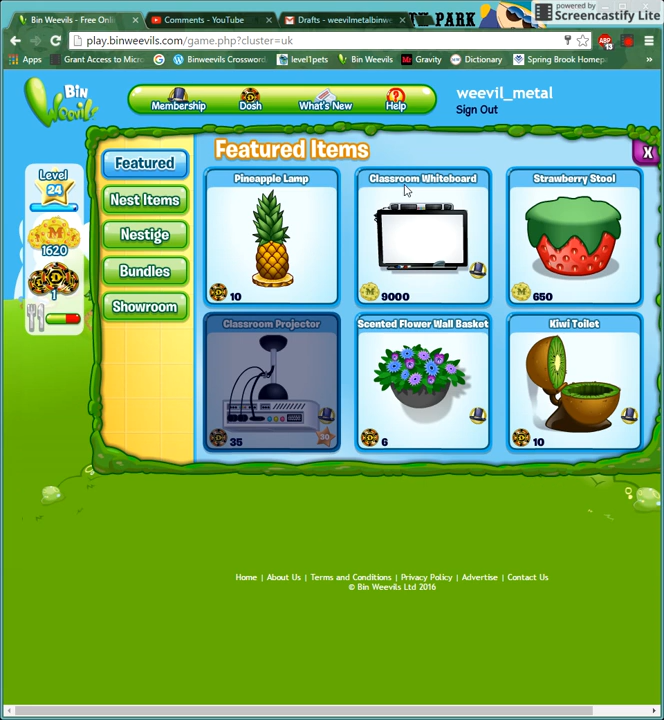 Bin Weevils - Free Onli
Comments - YouTube
Drafts - weevilmetalbinwe
PARK
powered by
Screencastify Lite
play.binweevils.com/game.php?cluster=uk
Apps
Grant Access to Micro
Binweevils Crossword
level1pets
Bin Weevils
Gravity
Dictionary
Spring Brook Homep
Bin
Weevils
Membership
Dosh
What's New
Help
weevil_metal
Sign Out
Level
24
1620
1
Featured
Nest Items
Nestige
Bundles
Showroom
Featured Items
X
Pineapple Lamp
10
Classroom Whiteboard
9000
Strawberry Stool
650
Classroom Projector
35
30
Scented Flower Wall Basket
6
Kiwi Toilet
10
Home | About Us | Terms and Conditions | Privacy Policy | Advertise | Contact Us
© Bin Weevils Ltd 2016